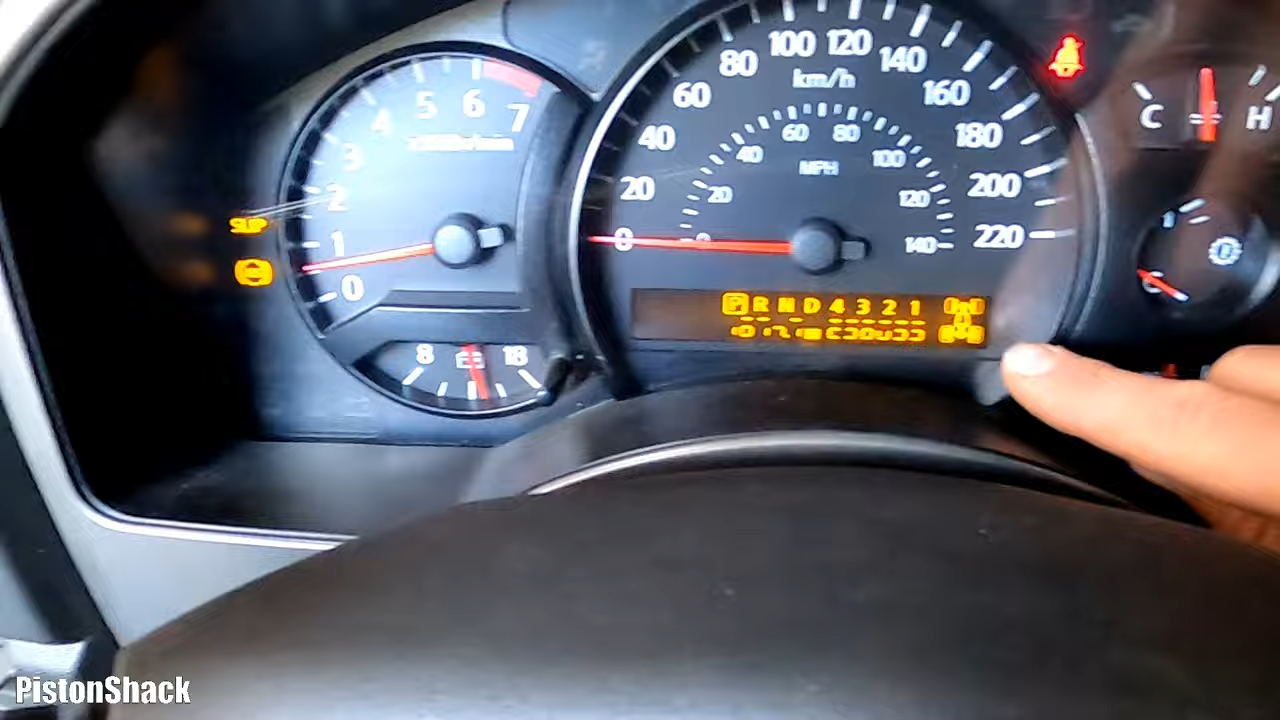 100 120
80 140
km/h
60 160
5 6
4 7
40 60 80 180
3 40 100
MPH
20 20 120 200
2
SLIP
1 0 140 220
0
C H
P R N D 4 3 2 1
8 18
PistonShack